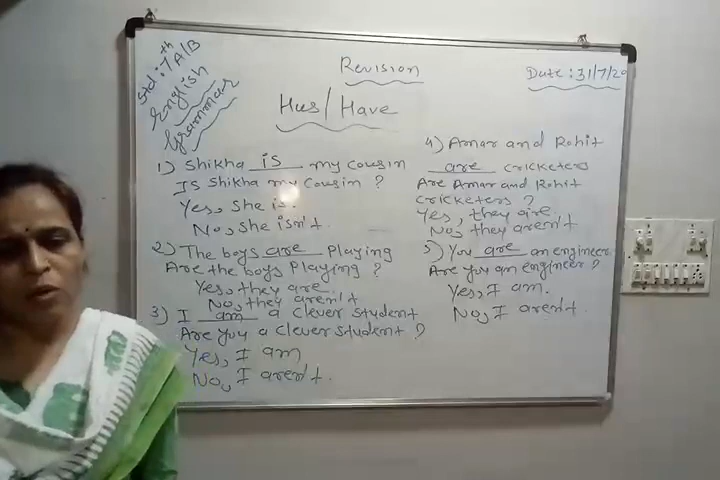 Std: 7th A/B
English
Grammar
Revision
Date: 31/7/20
Has/Have
1) Shikha is my cousin
Is Shikha my cousin ?
Yes, she is.
No, she isn't.
2) The boys are playing
Are the boys playing ?
Yes, they are
No, they aren't
3) I am a clever student
Are you a clever student ?
Yes, I am
No, I aren't.
4) Amar and Rohit
are cricketers
Are Amar and Rohit
cricketers ?
Yes, they are.
No, they aren't
5) You are an engineer
Are you an engineer ?
Yes, I am.
No, I aren't.